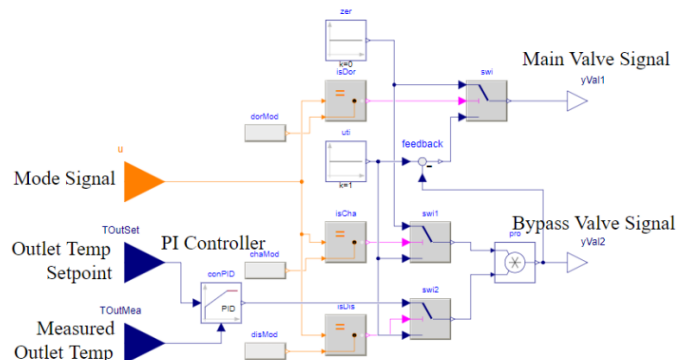 zer
k=0
isDor
=
swi
Main Valve Signal
yVal1
dorMod
u
uti
k=1
feedback
-
Mode Signal
isCha
=
swi1
pro
*
Bypass Valve Signal
yVal2
TOutSet
Outlet Temp
Setpoint
PI Controller
chaMod
conPID
PID
isDis
=
swi2
TOutMea
Measured
Outlet Temp
disMod